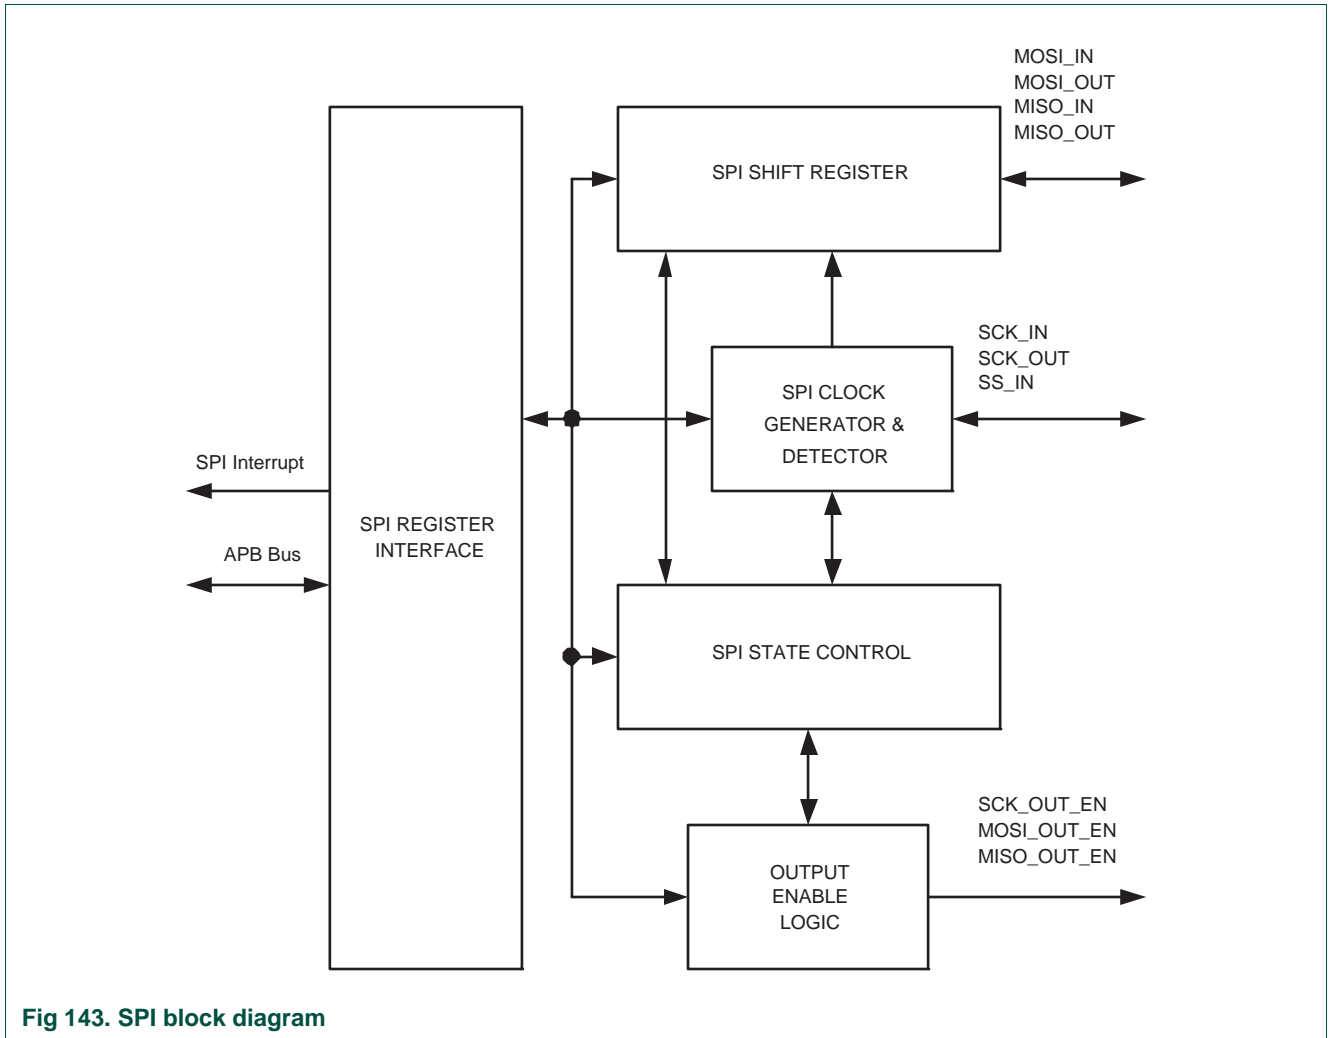 MOSI_IN
MOSI_OUT
MISO_IN
MISO_OUT
SPI SHIFT REGISTER
SCK_IN
SCK_OUT
SS_IN
SPI CLOCK
GENERATOR &
DETECTOR
SPI Interrupt
APB Bus
SPI REGISTER
INTERFACE
SPI STATE CONTROL
SCK_OUT_EN
MOSI_OUT_EN
MISO_OUT_EN
OUTPUT
ENABLE
LOGIC
Fig 143. SPI block diagram